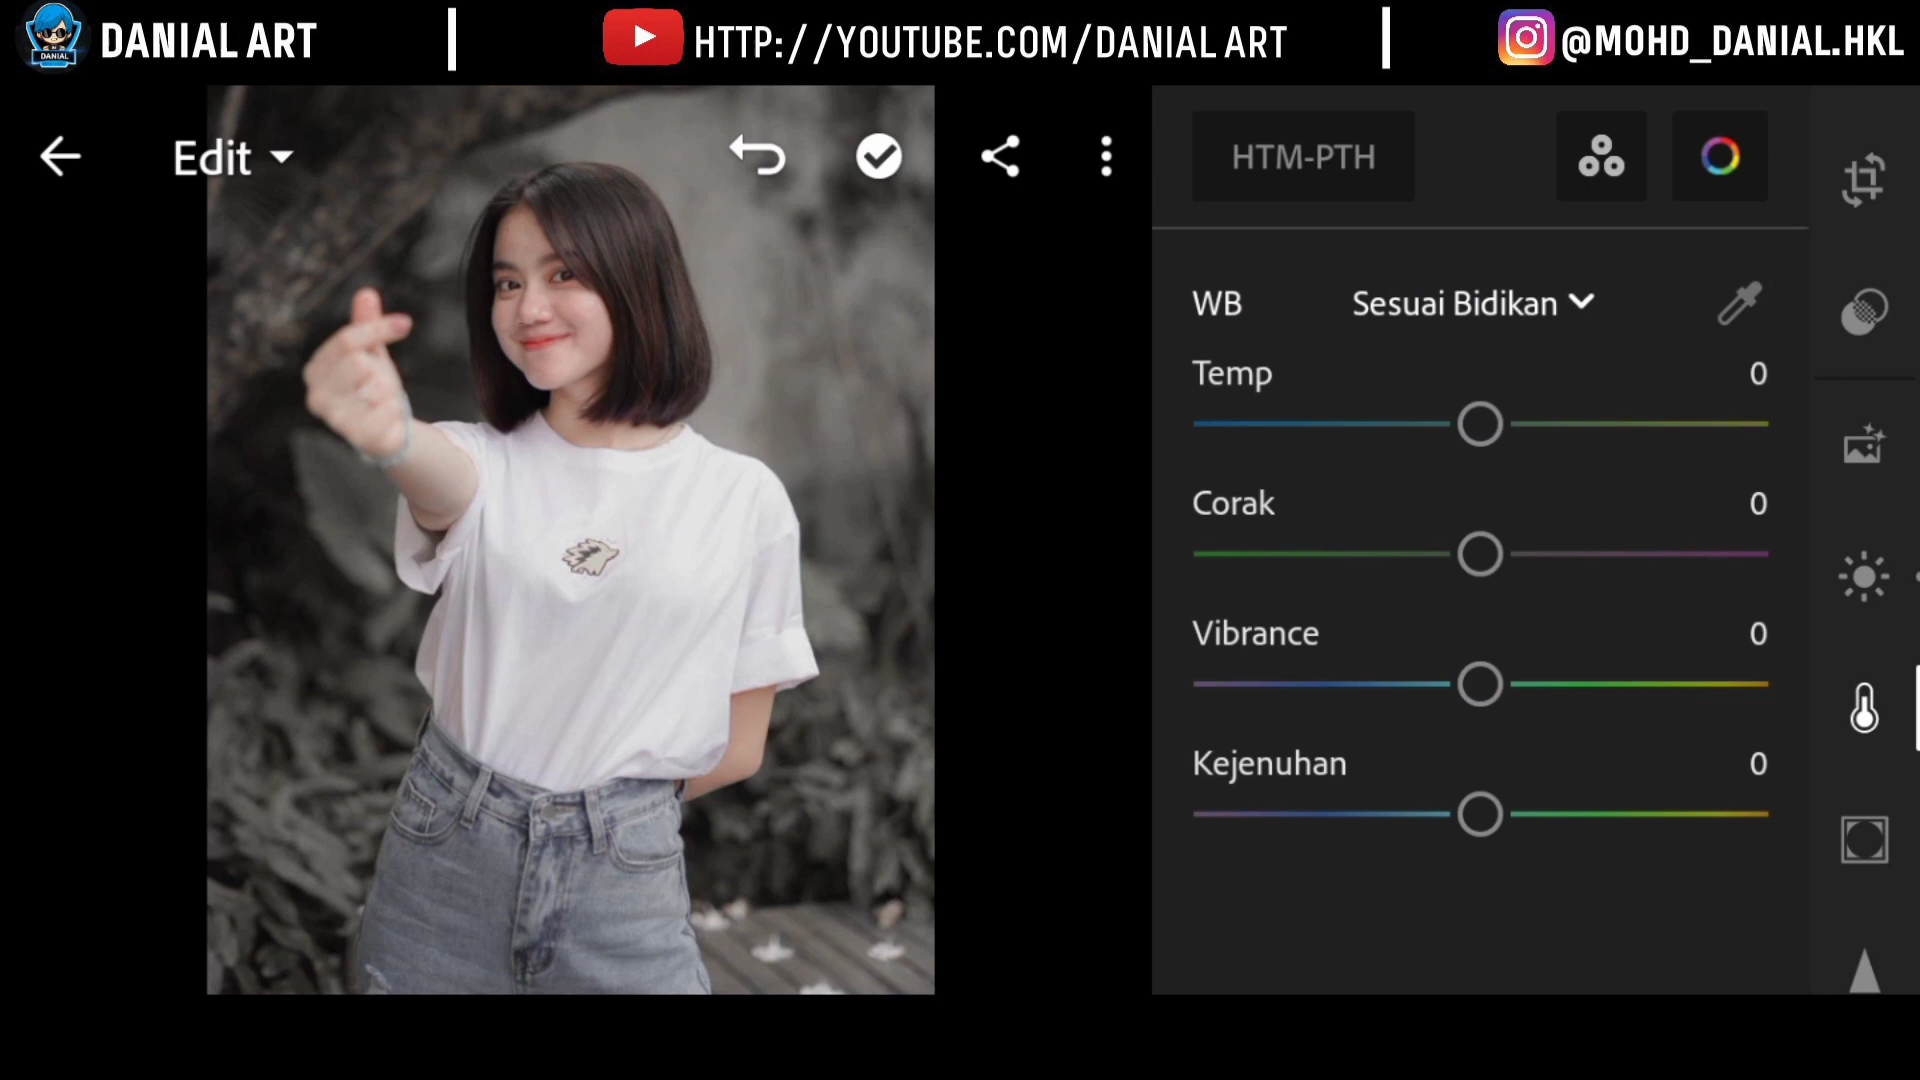 DANIAL
DANIAL ART
HTTP://YOUTUBE.COM/DANIAL ART
@MOHD_DANIAL.HKL
Edit
HTM-PTH
WB
Sesuai Bidikan
Temp
0
Corak
0
Vibrance
0
Kejenuhan
0